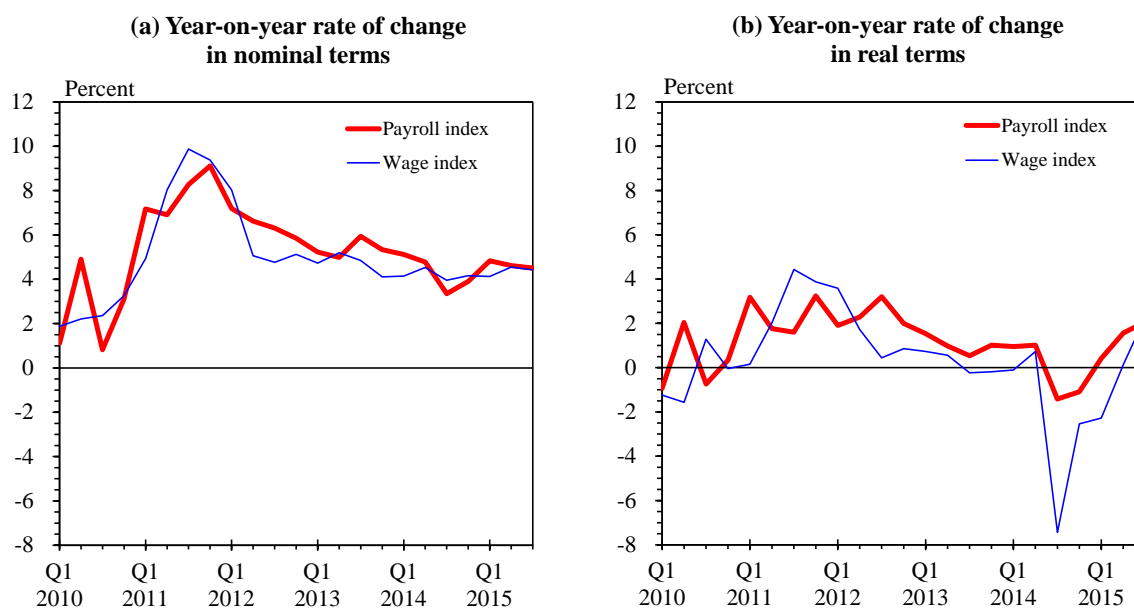 (a) Year-on-year rate of change
in nominal terms
Percent
12
10
8
6
4
2
0
-2
-4
-6
-8
Payroll index
Wage index
Q1 Q1 Q1 Q1 Q1 Q1
2010 2011 2012 2013 2014 2015
(b) Year-on-year rate of change
in real terms
Percent
12
10
8
6
4
2
0
-2
-4
-6
-8
Payroll index
Wage index
Q1 Q1 Q1 Q1 Q1 Q1
2010 2011 2012 2013 2014 2015